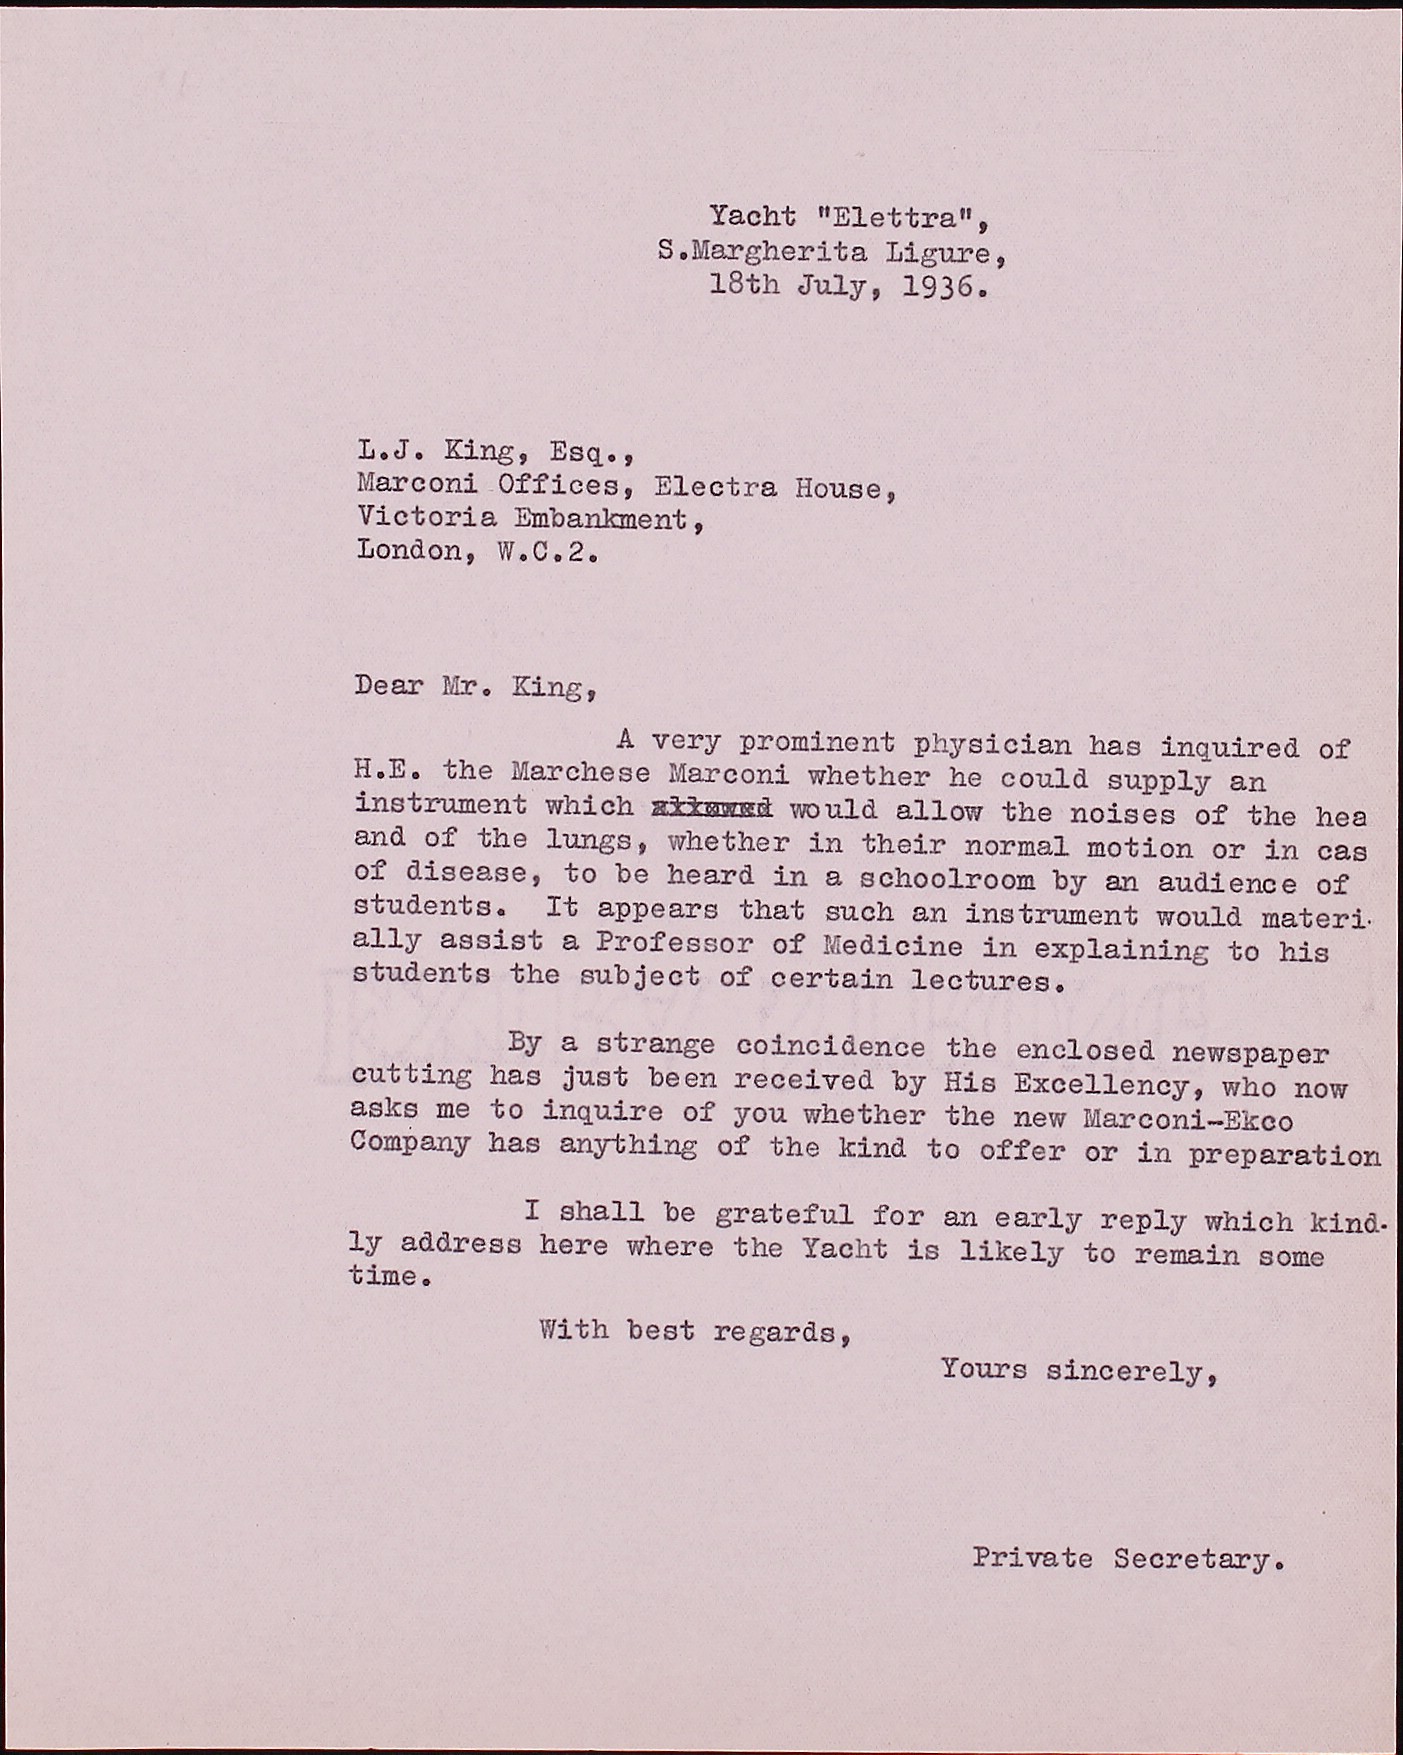 Yacht "Elettra",
S.Margherita Ligure,
18th July, 1936.
L.J. King, Esq.,
Marconi Offices, Electra House,
Victoria Embankment,
London, W.C.2.
Dear Mr. King,
A very prominent physician has inquired of
H.E. the Marchese Marconi whether he could supply an
instrument which would allow the noises of the hea
and of the lungs, whether in their normal motion or in cas
of disease, to be heard in a schoolroom by an audience of
students. It appears that such an instrument would materi-
ally assist a Professor of Medicine in explaining to his
students the subject of certain lectures.
By a strange coincidence the enclosed newspaper
cutting has just been received by His Excellency, who now
asks me to inquire of you whether the new Marconi-Ekco
Company has anything of the kind to offer or in preparation
I shall be grateful for an early reply which kind-
ly address here where the Yacht is likely to remain some
time.
With best regards,
Yours sincerely,
Private Secretary.